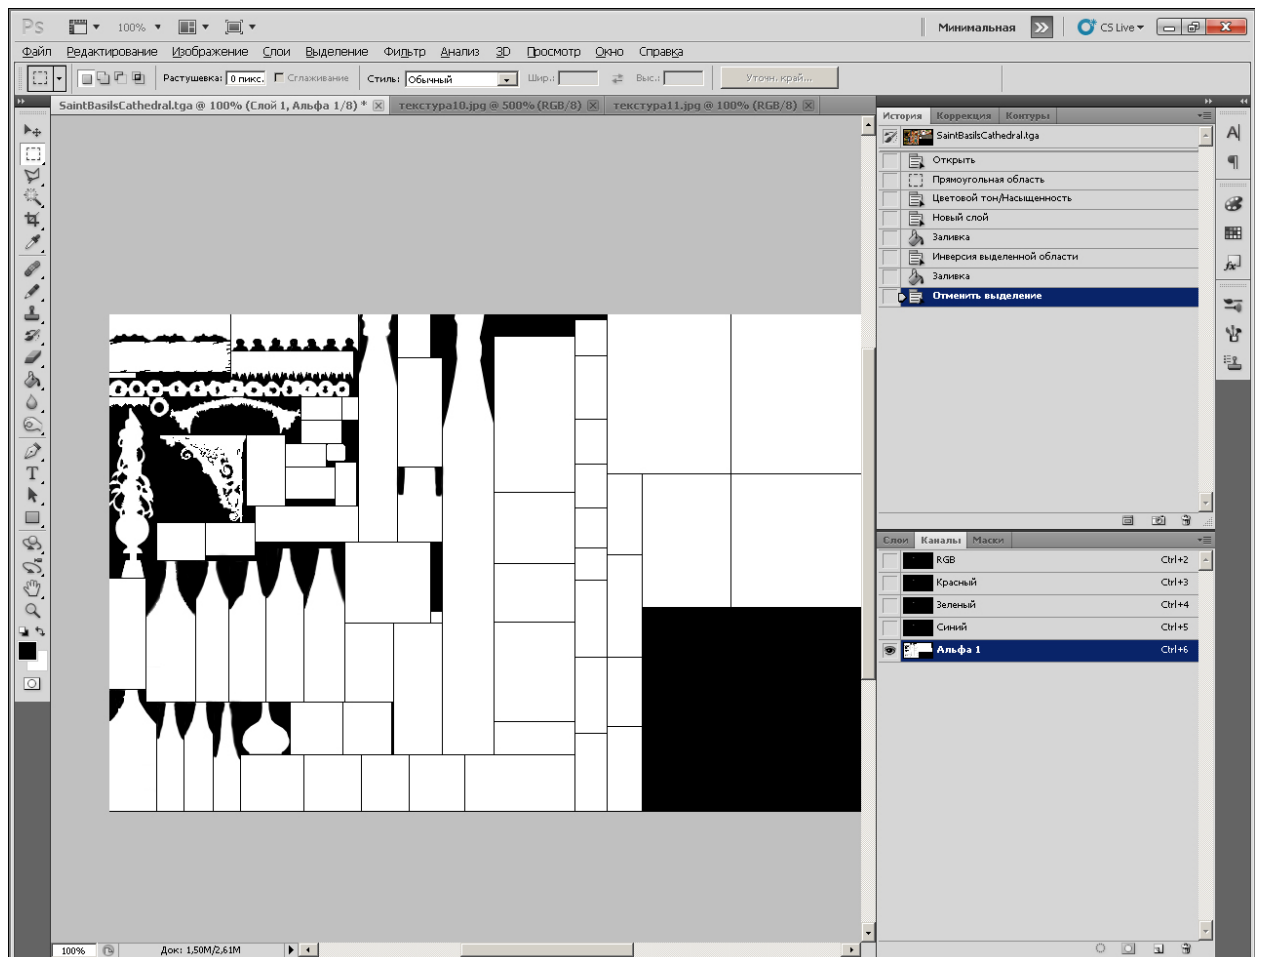 Ps 100% Минимальная CS Live
Файл Редактирование Изображение Слои Выделение Фильтр Анализ 3D Просмотр Окно Справка
Растушевка: 0 пикс. Сглаживание Стиль: Обычный Шир.: Выс.: Уточн. край...
SaintBasilsCathedral.tga @ 100% (Слой 1, Альфа 1/8) * текстура10.jpg @ 500% (RGB/8) текстура11.jpg @ 100% (RGB/8)
История Коррекция Контуры
SaintBasilsCathedral.tga
Открыть
Прямоугольная область
Цветовой тон/Насыщенность
Новый слой
Заливка
Инверсия выделенной области
Заливка
Отменить выделение
Слои Каналы Маски
RGB Ctrl+2
Красный Ctrl+3
Зеленый Ctrl+4
Синий Ctrl+5
Альфа 1 Ctrl+6
100% Док: 1,50M/2,61M